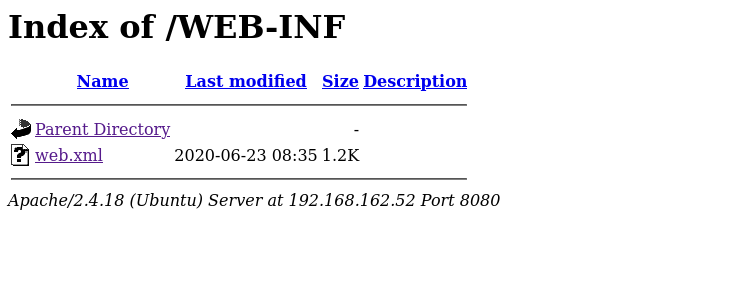 Index of /WEB-INF
Name Last modified Size Description
Parent Directory -
web.xml 2020-06-23 08:35 1.2K
Apache/2.4.18 (Ubuntu) Server at 192.168.162.52 Port 8080